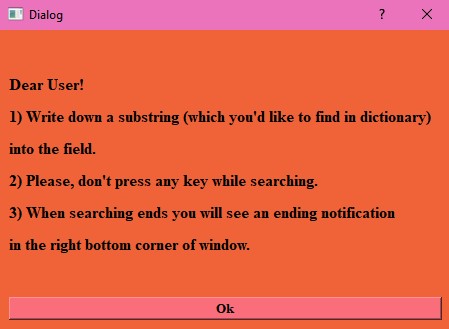 Dialog
?
Dear User!
1) Write down a substring (which you'd like to find in dictionary)
into the field.
2) Please, don't press any key while searching.
3) When searching ends you will see an ending notification
in the right bottom corner of window.
Ok